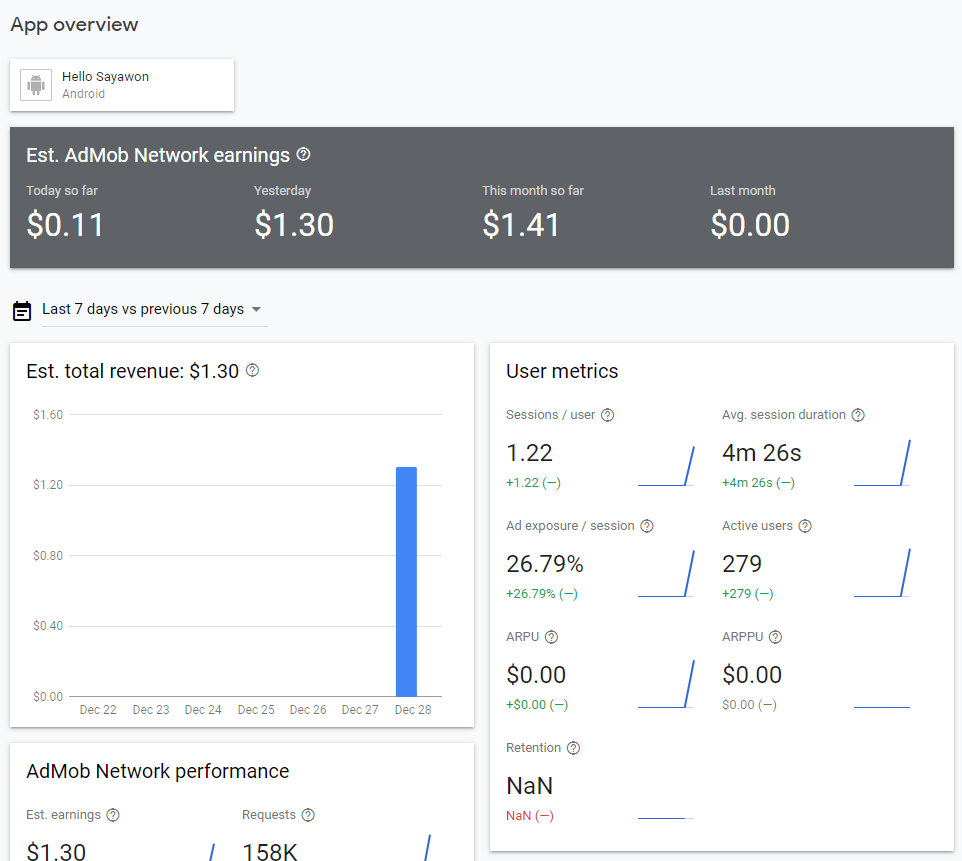 App overview
Hello Sayawon
Android
Est. AdMob Network earnings
Today so far Yesterday This month so far Last month
$0.11 $1.30 $1.41 $0.00
Last 7 days vs previous 7 days
Est. total revenue: $1.30
$1.60
$1.20
$0.80
$0.40
$0.00
Dec 22 Dec 23 Dec 24 Dec 25 Dec 26 Dec 27 Dec 28
User metrics
Sessions / user Avg. session duration
1.22 4m 26s
+1.22 (—) +4m 26s (—)
Ad exposure / session Active users
26.79% 279
+26.79% (—) +279 (—)
ARPU ARPPU
$0.00 $0.00
+$0.00 (—) $0.00 (—)
Retention
NaN
NaN (—)
AdMob Network performance
Est. earnings Requests
$1.30 158K